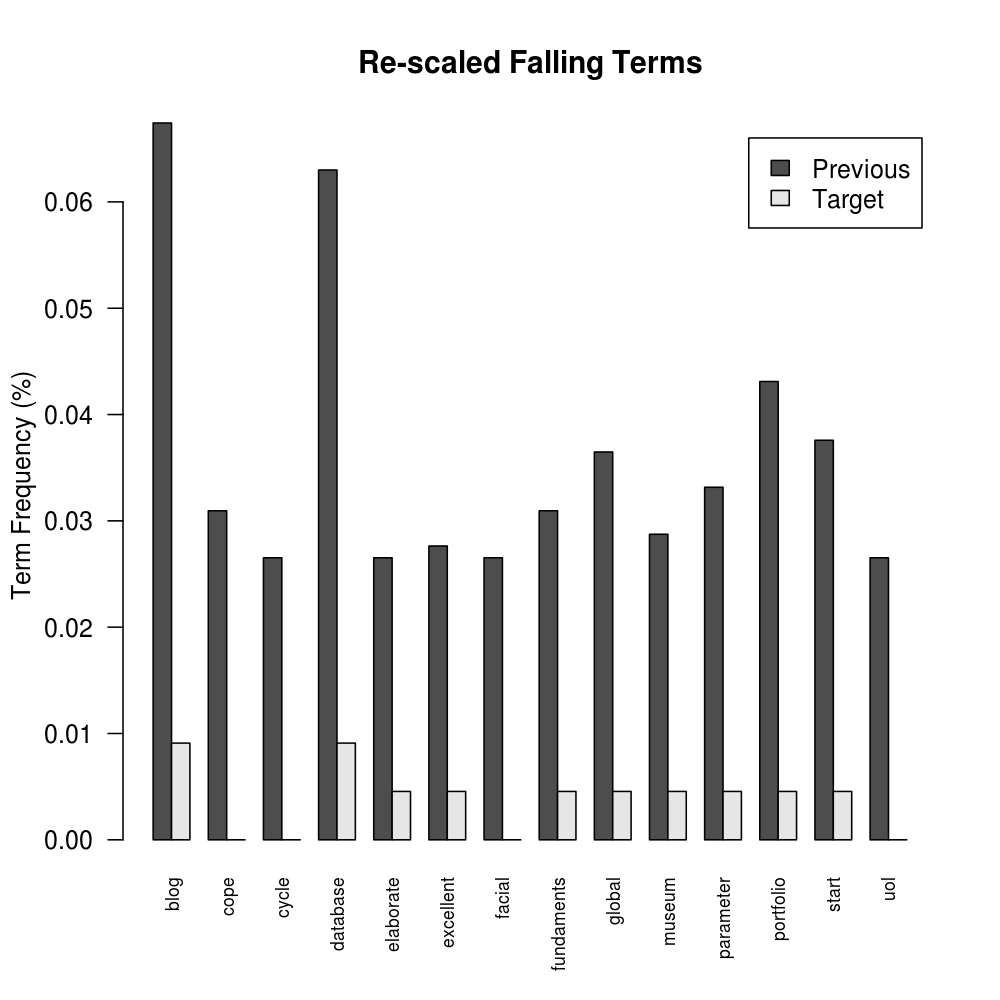 Re-scaled Falling Terms
Previous
Target
Term Frequency (%)
0.06
0.05
0.04
0.03
0.02
0.01
0.00
blog
cope
cycle
database
elaborate
excellent
facial
fundaments
global
museum
parameter
portfolio
start
uol